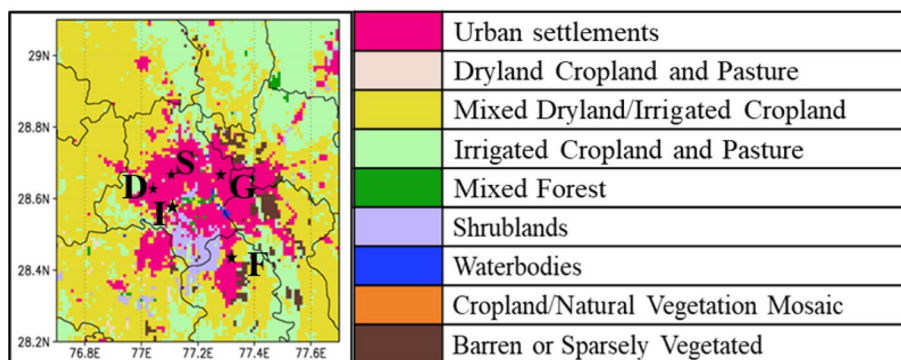 29N
28.8N
28.6N
28.4N
28.2N
76.8E 77E 77.2E 77.4E 77.6E
S
D
G
I
F
Urban settlements
Dryland Cropland and Pasture
Mixed Dryland/Irrigated Cropland
Irrigated Cropland and Pasture
Mixed Forest
Shrublands
Waterbodies
Cropland/Natural Vegetation Mosaic
Barren or Sparsely Vegetated